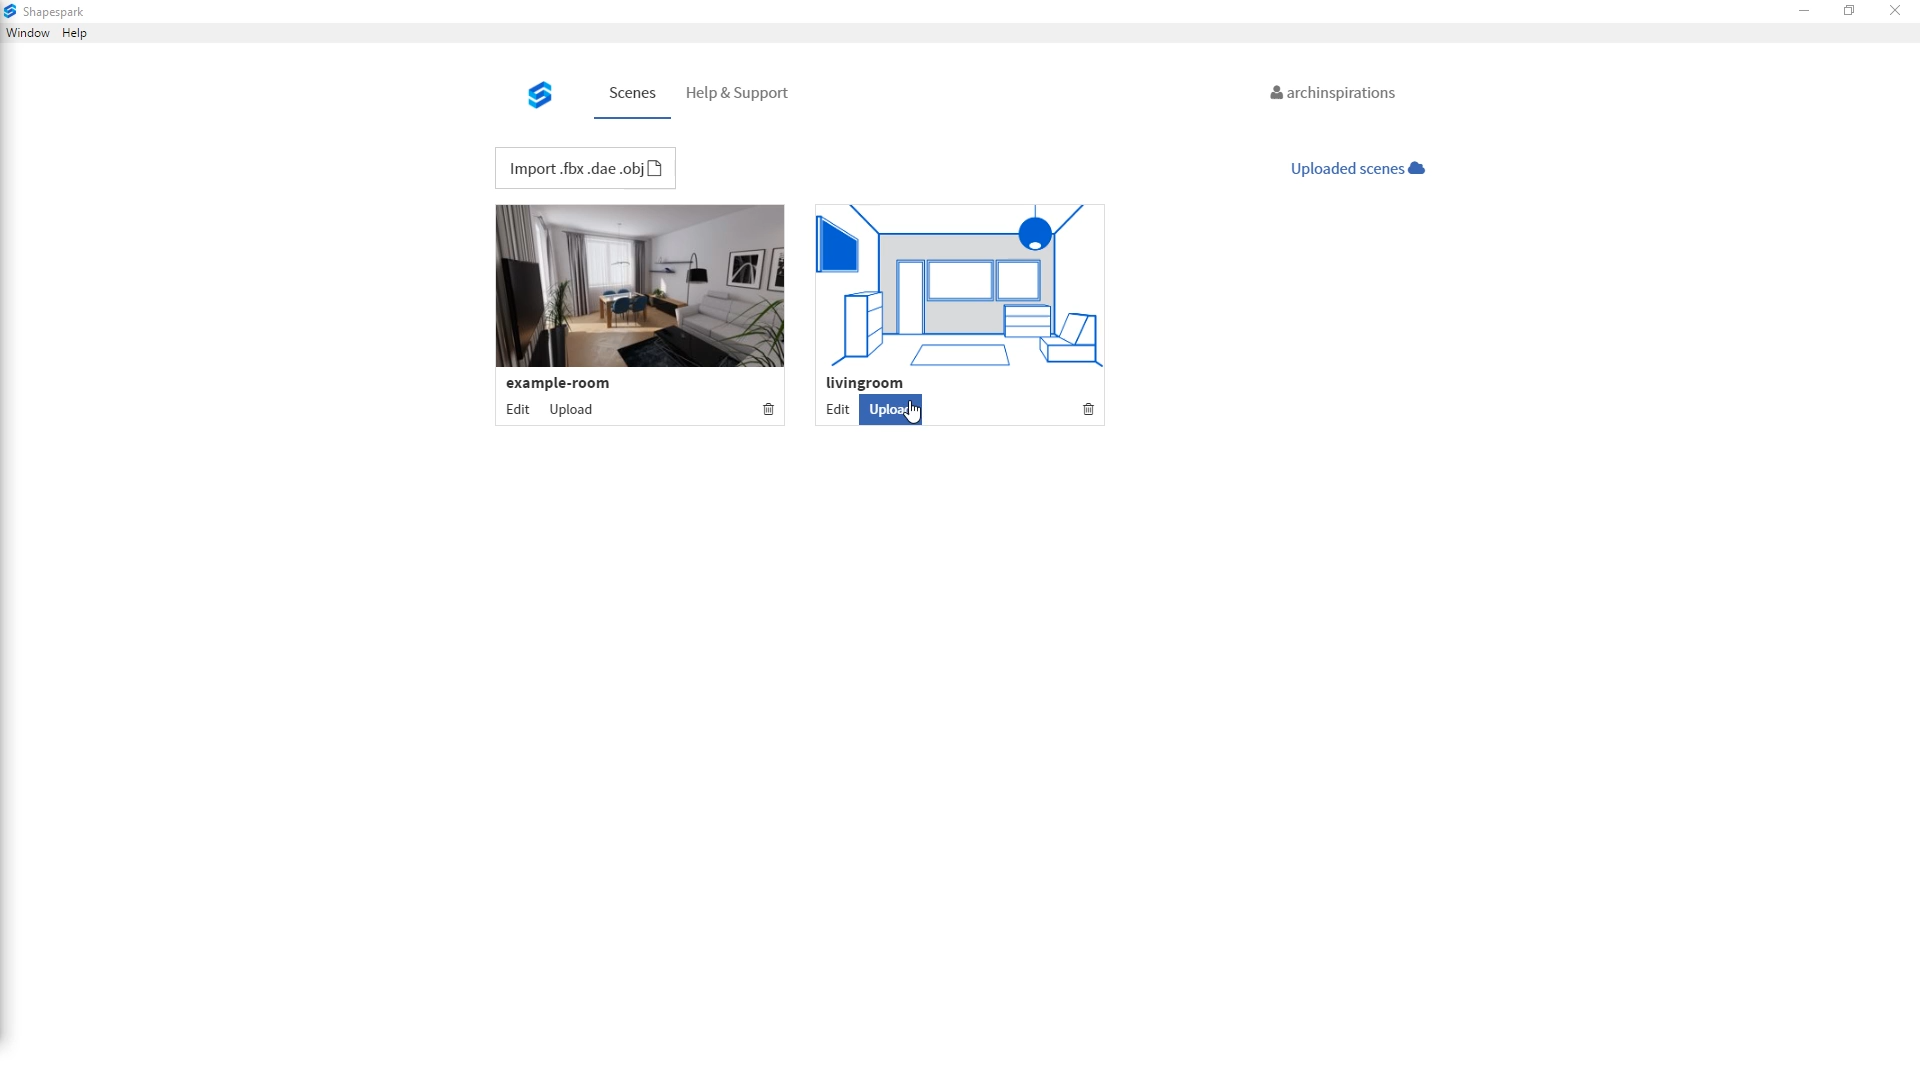 Shapespark
Window Help
Scenes Help & Support archinspirations
Import .fbx .dae .obj Uploaded scenes
example-room livingroom
Edit Upload Edit Upload